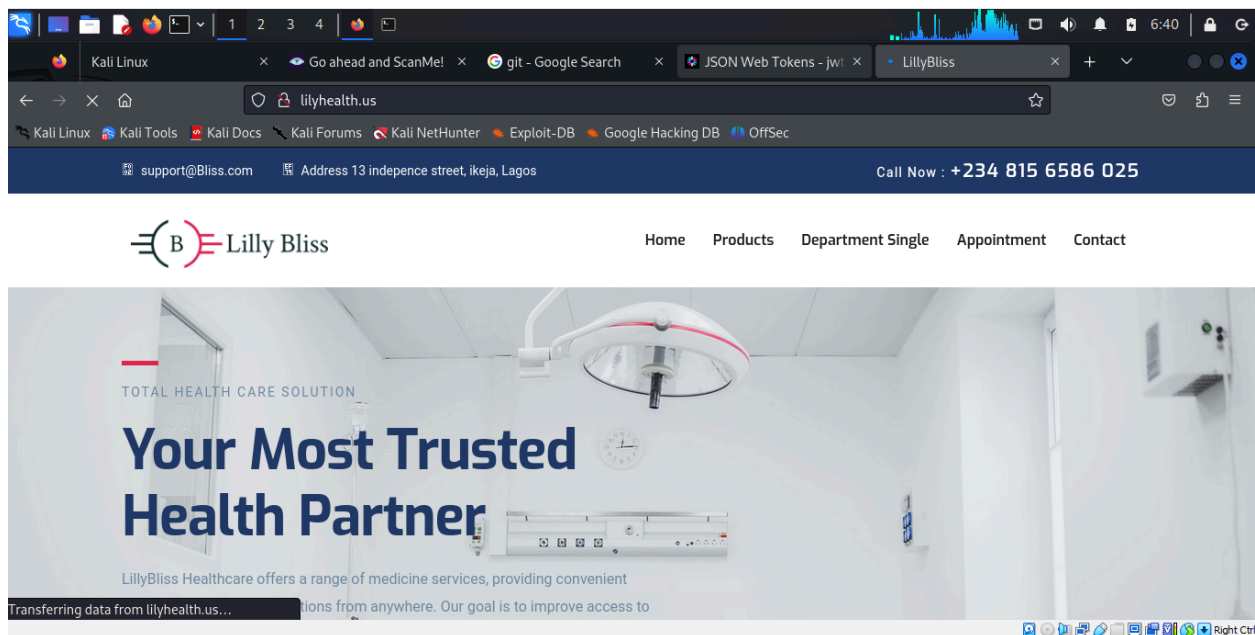 1 2 3 4 6:40
Kali Linux × Go ahead and ScanMe! × git - Google Search × JSON Web Tokens - jwt × LillyBliss × +
lilyhealth.us
Kali Linux Kali Tools Kali Docs Kali Forums Kali NetHunter Exploit-DB Google Hacking DB OffSec
support@Bliss.com Address 13 indepence street, ikeja, Lagos Call Now : +234 815 6586 025
B Lilly Bliss Home Products Department Single Appointment Contact
TOTAL HEALTH CARE SOLUTION
Your Most Trusted
Health Partner
LillyBliss Healthcare offers a range of medicine services, providing convenient
tions from anywhere. Our goal is to improve access to
Transferring data from lilyhealth.us...
Right Ctrl